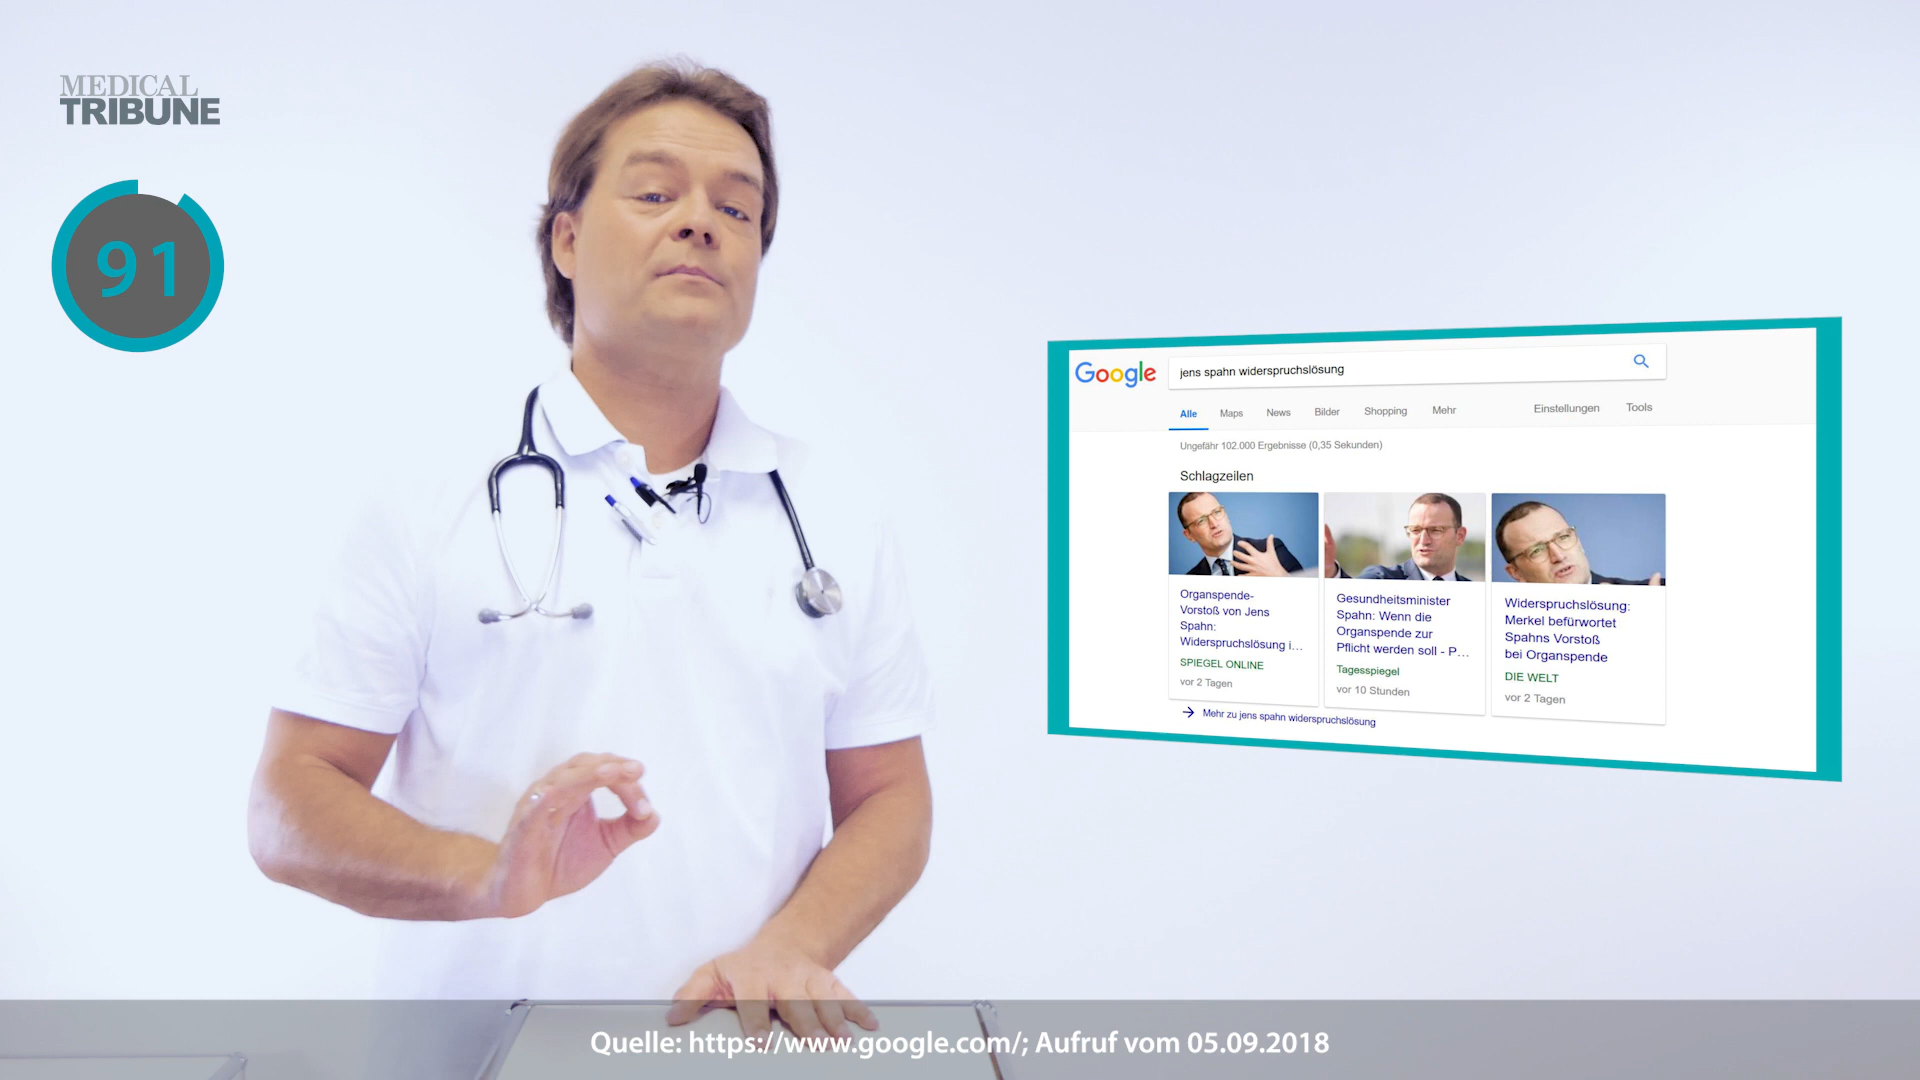 MEDICAL
TRIBUNE
91
Google
jens spahn widerspruchslösung
Alle Maps News Bilder Shopping Mehr Einstellungen Tools
Ungefähr 102.000 Ergebnisse (0,35 Sekunden)
Schlagzeilen
Organspende-
Vorstoß von Jens
Spahn:
Widerspruchslösung i...
SPIEGEL ONLINE
vor 2 Tagen
Gesundheitsminister
Spahn: Wenn die
Organspende zur
Pflicht werden soll - P...
Tagesspiegel
vor 10 Stunden
Widerspruchslösung:
Merkel befürwortet
Spahns Vorstoß
bei Organspende
DIE WELT
vor 2 Tagen
Mehr zu jens spahn widerspruchslösung
Quelle: https://www.google.com/; Aufruf vom 05.09.2018